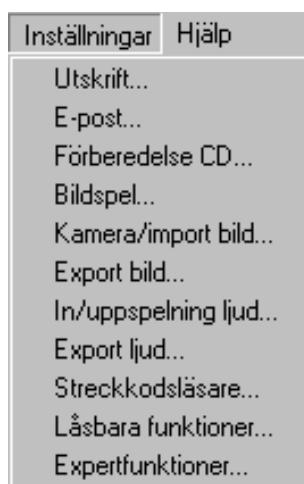 Inställningar Hjälp
Utskrift...
E-post...
Förberedelse CD...
Bildspel...
Kamera/import bild...
Export bild...
In/uppspelning ljud...
Export ljud...
Streckkodsläsare...
Låsbara funktioner...
Expertfunktioner...